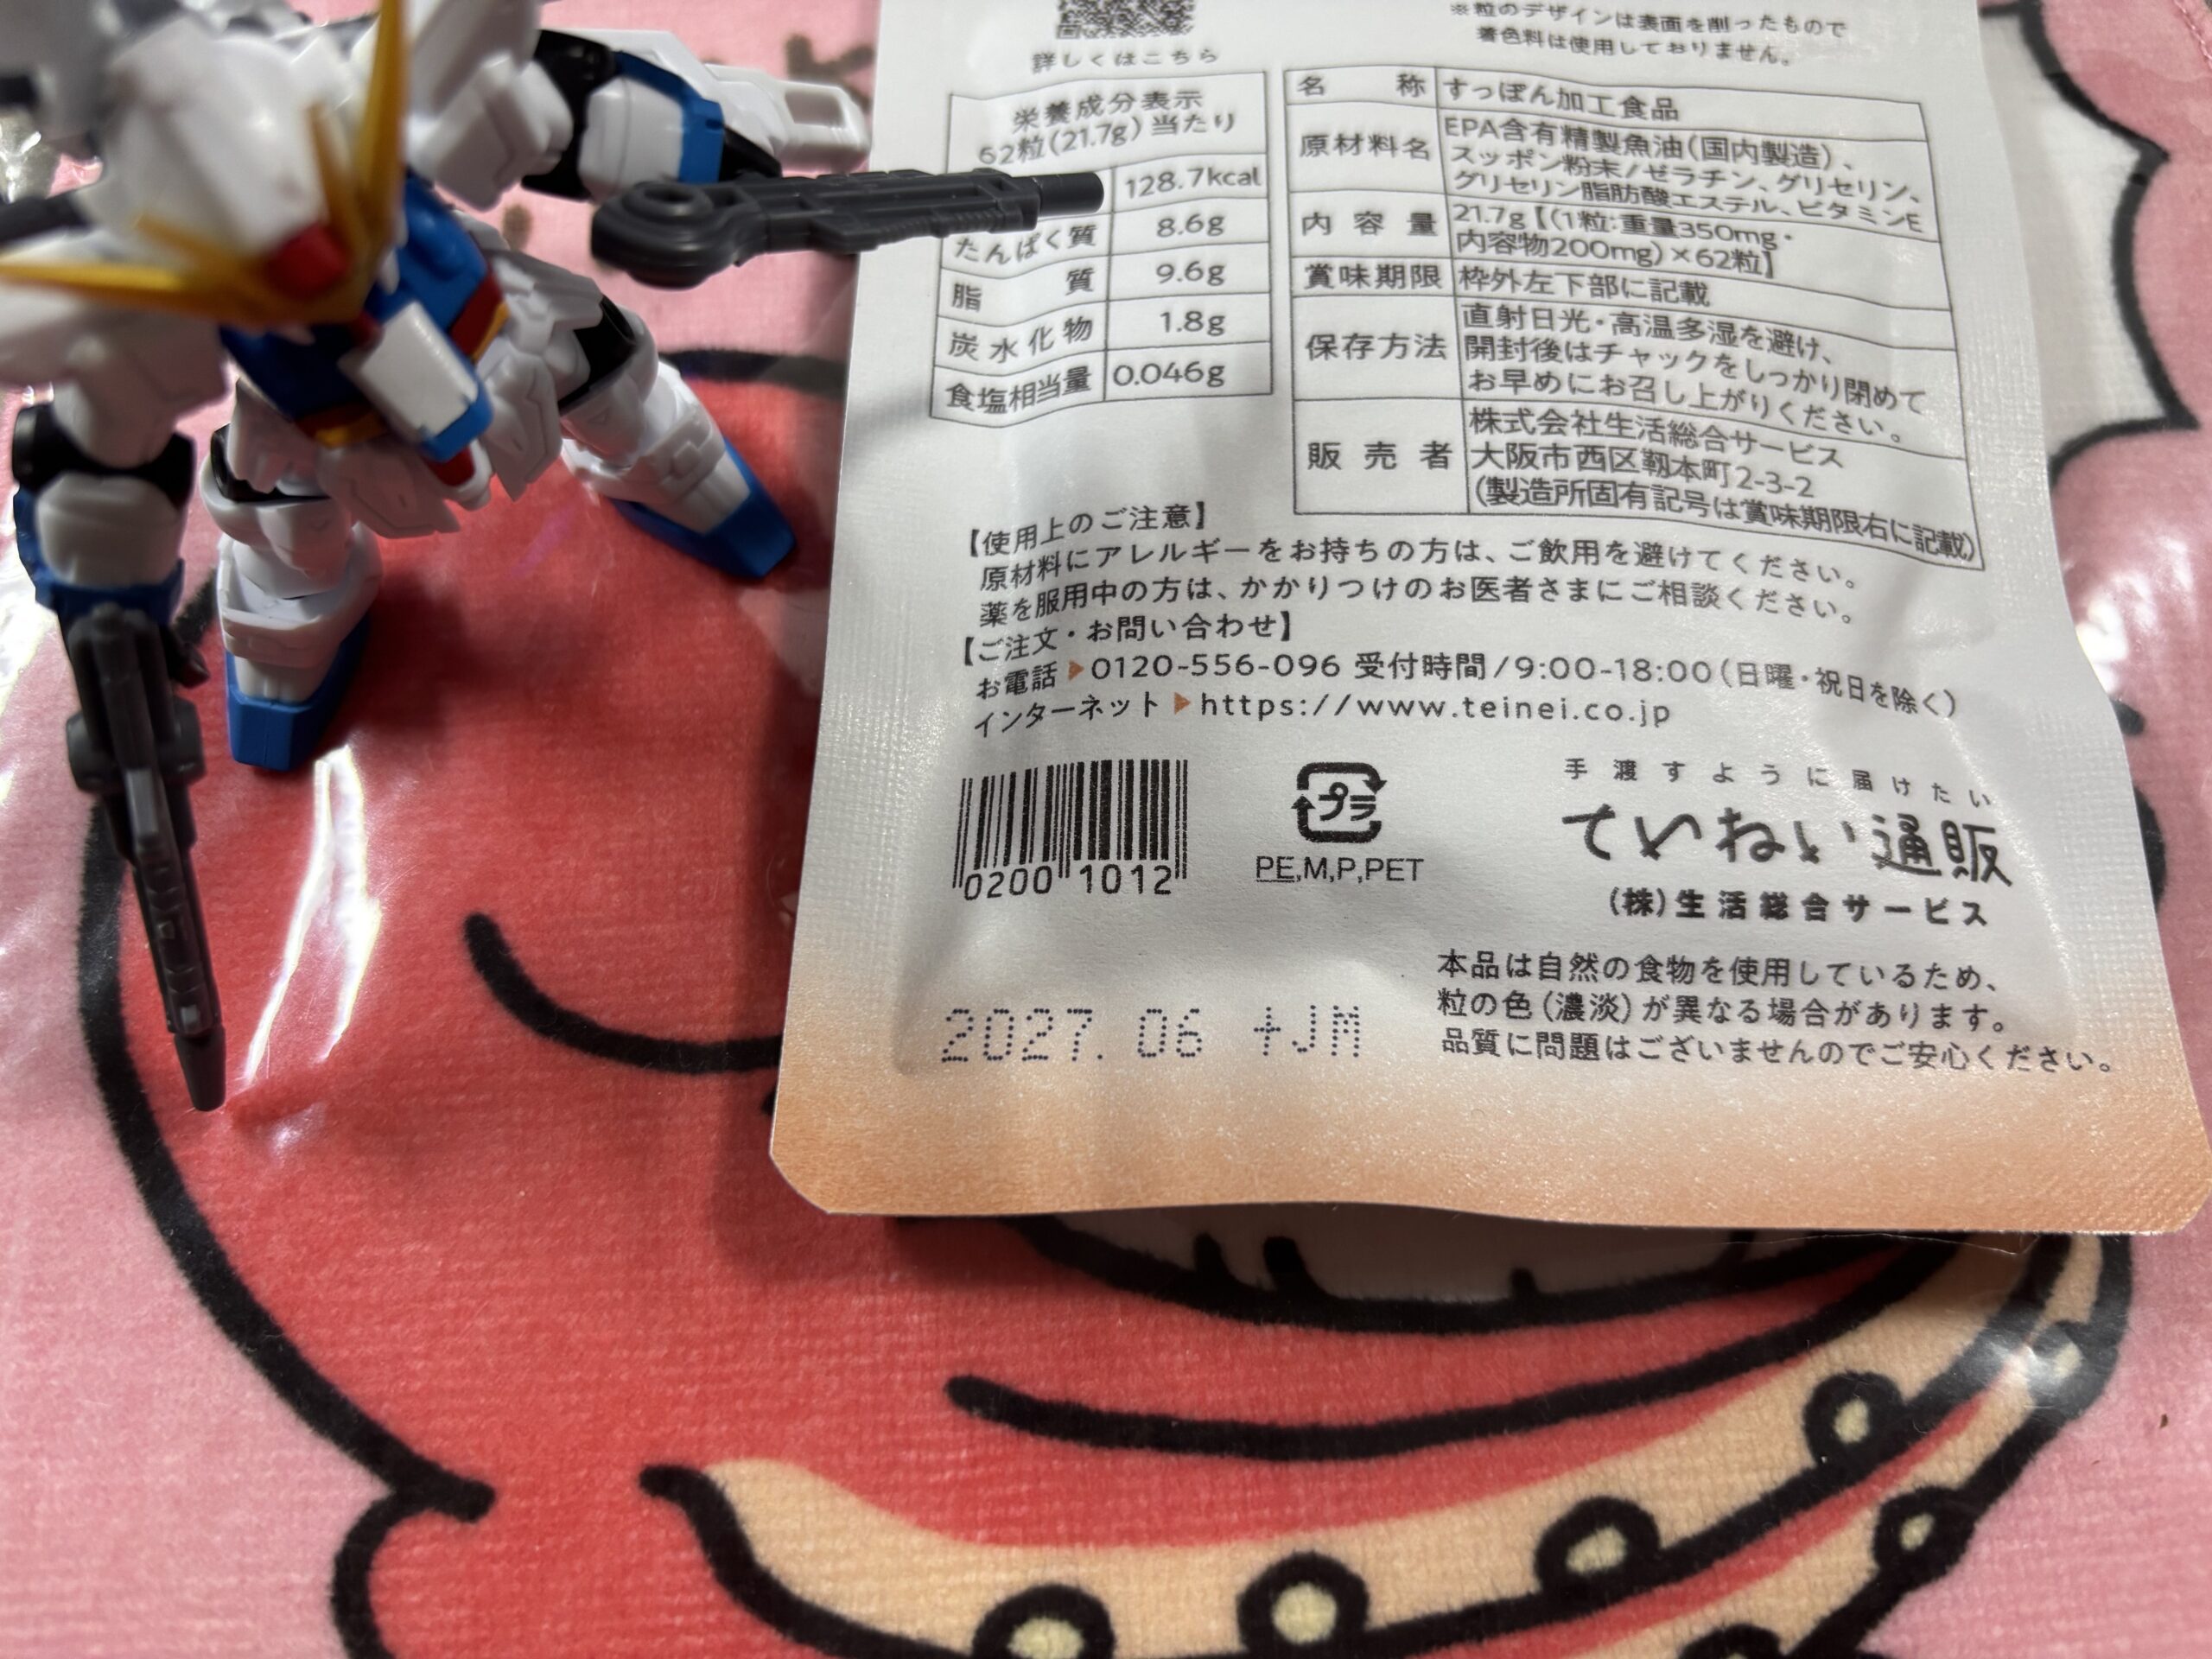 詳しくはこちら
※粒のデザインは表面を削ったもので
着色料は使用しておりません。
栄養成分表示
62粒(21.7g)当たり
128.7kcal
たんぱく質 8.6g
脂質 9.6g
炭水化物 1.8g
食塩相当量 0.046g
名称 すっぽん加工食品
原材料名 EPA含有精製魚油(国内製造)、
スッポン粉末/ゼラチン、グリセリン、
グリセリン脂肪酸エステル、ビタミンE
内容量 21.7g【(1粒:重量350mg・
内容物200mg)×62粒】
賞味期限 枠外左下部に記載
保存方法 直射日光・高温多湿を避け、
開封後はチャックをしっかり閉めて
お早めにお召し上がりください。
販売者 株式会社生活総合サービス
大阪市西区靱本町2-3-2
(製造所固有記号は賞味期限右に記載)
【使用上のご注意】
原材料にアレルギーをお持ちの方は、ご飲用を避けてください。
薬を服用中の方は、かかりつけのお医者さまにご相談ください。
【ご注文・お問い合わせ】
お電話▶0120-556-096 受付時間/9:00-18:00(日曜・祝日を除く)
インターネット▶https://www.teinei.co.jp
0200 1012
プラ
PE,M,P,PET
手渡すように届けたい
ていねい通販
(株)生活総合サービス
本品は自然の食物を使用しているため、
粒の色(濃淡)が異なる場合があります。
品質に問題はございませんのでご安心ください。
2027.06 +JM